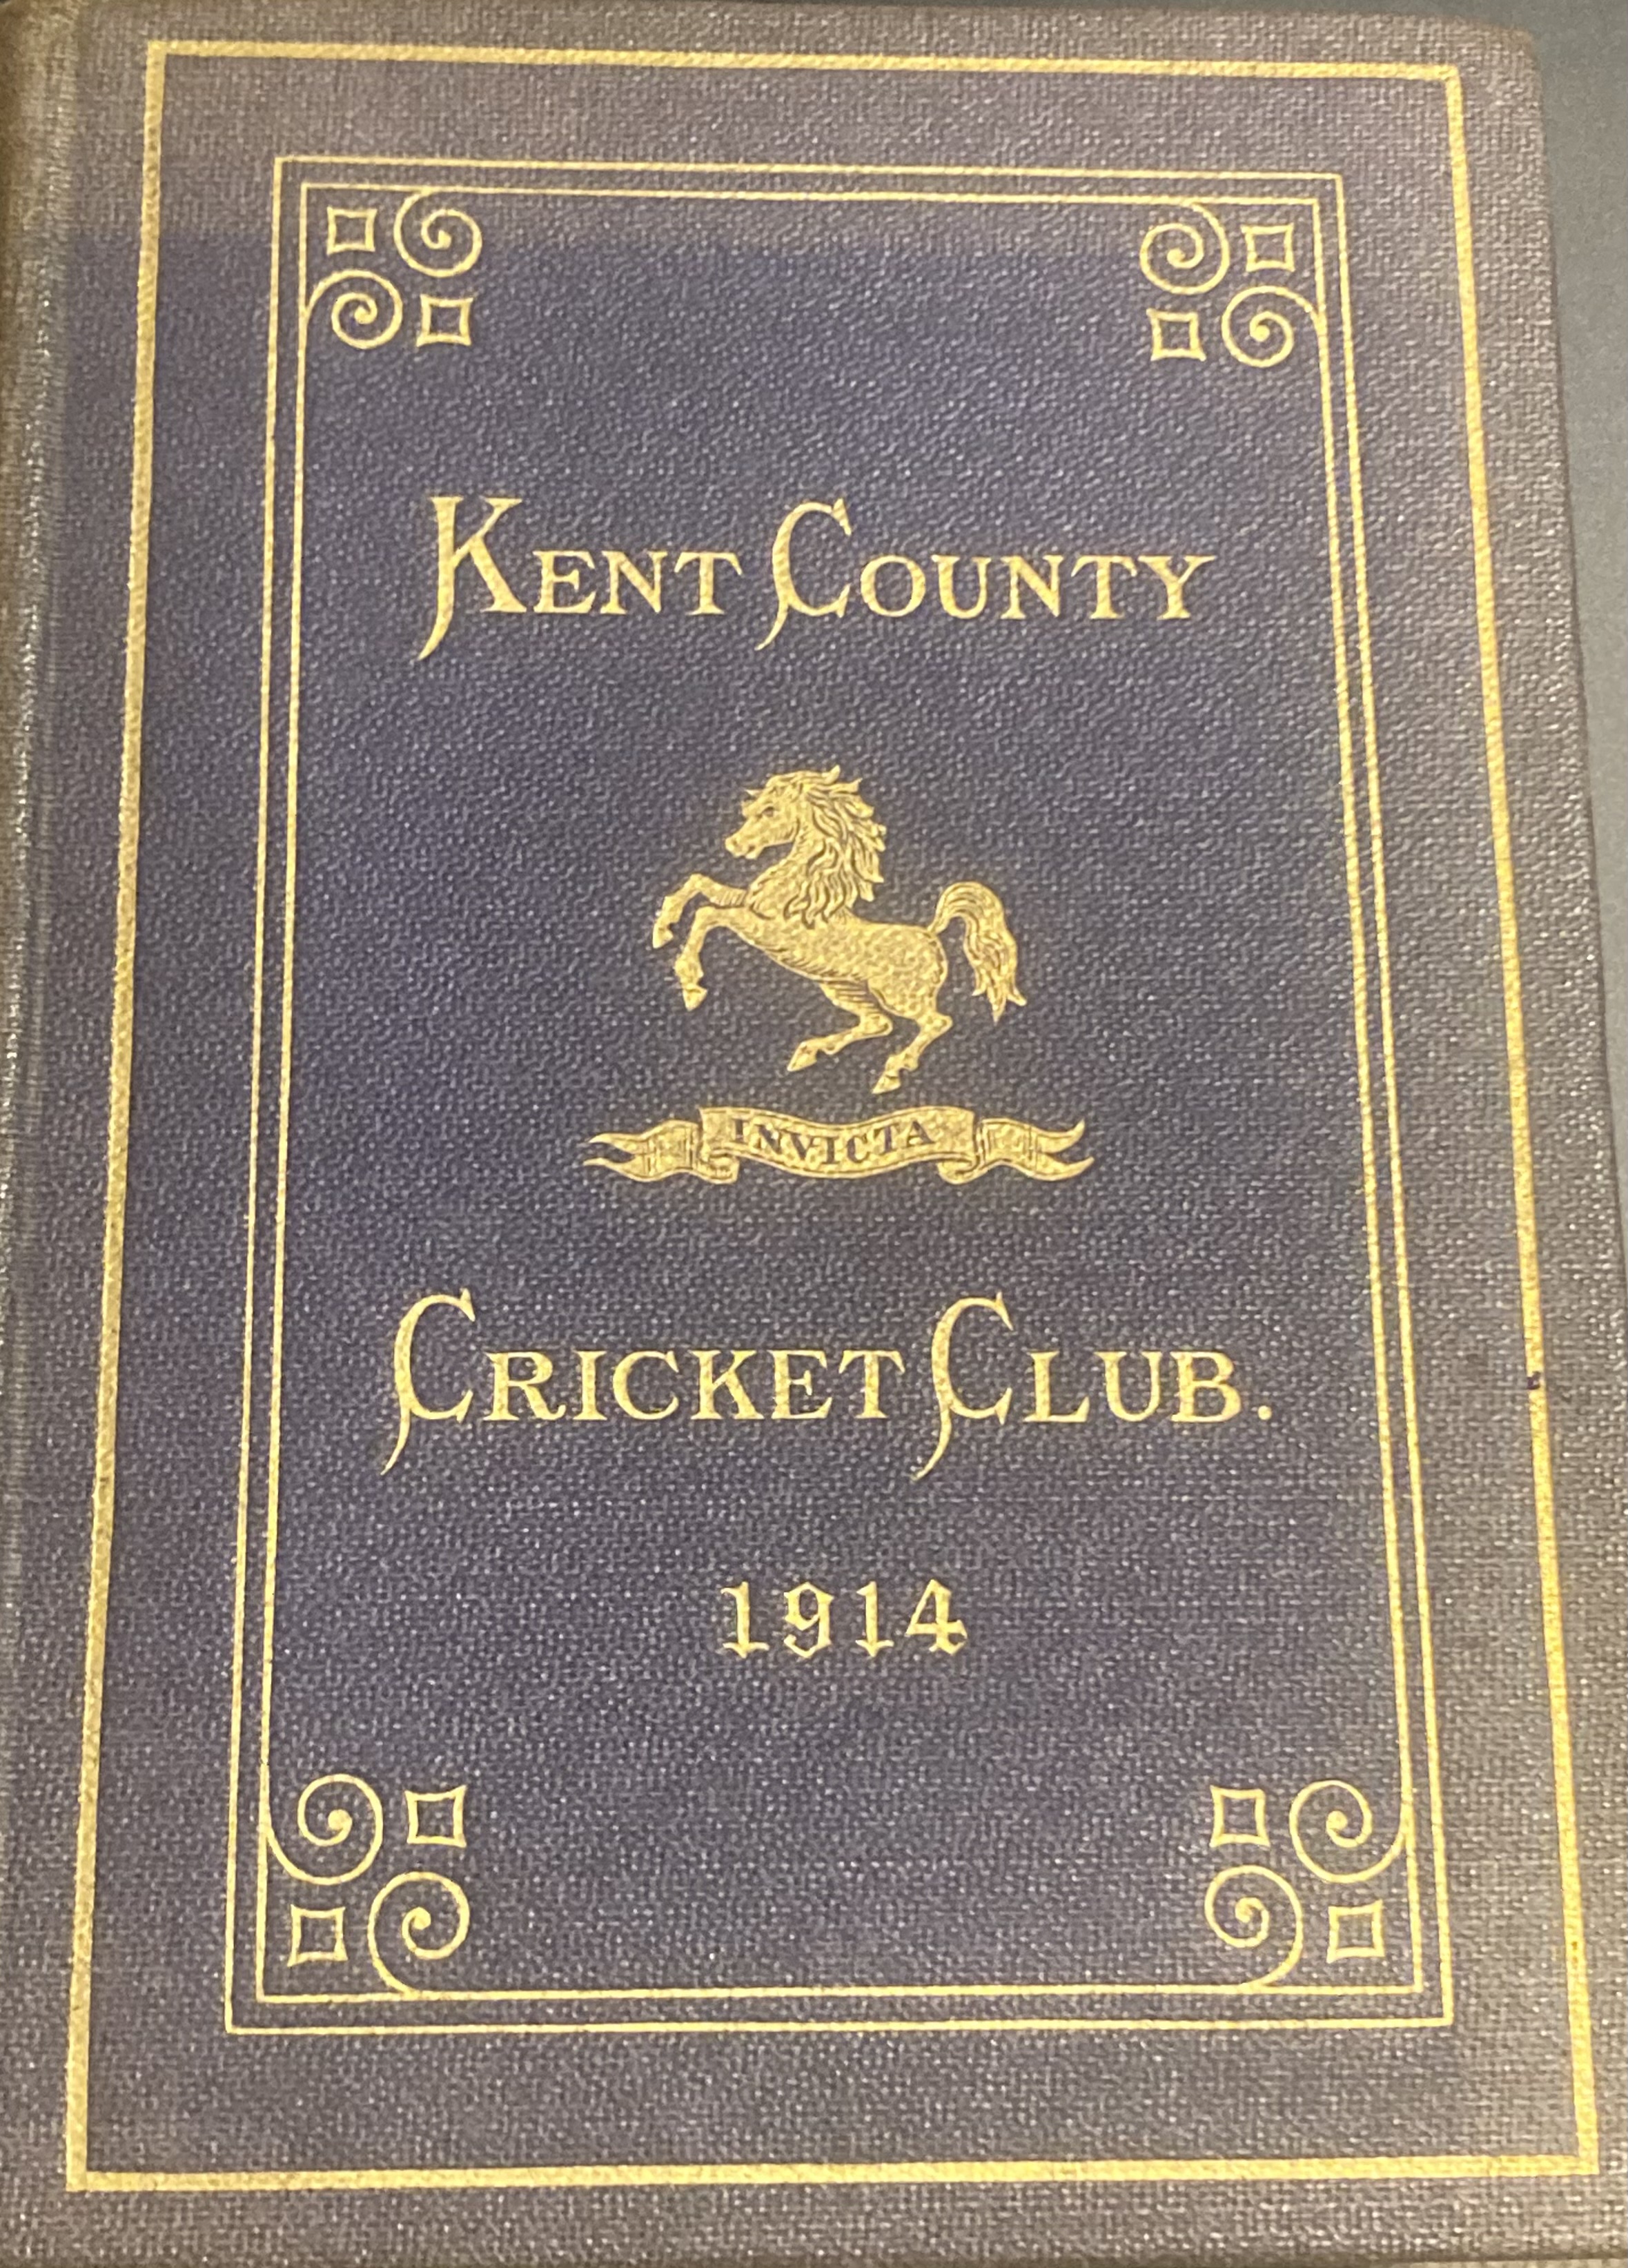 KENT COUNTY
INVICTA
CRICKET CLUB.
1914